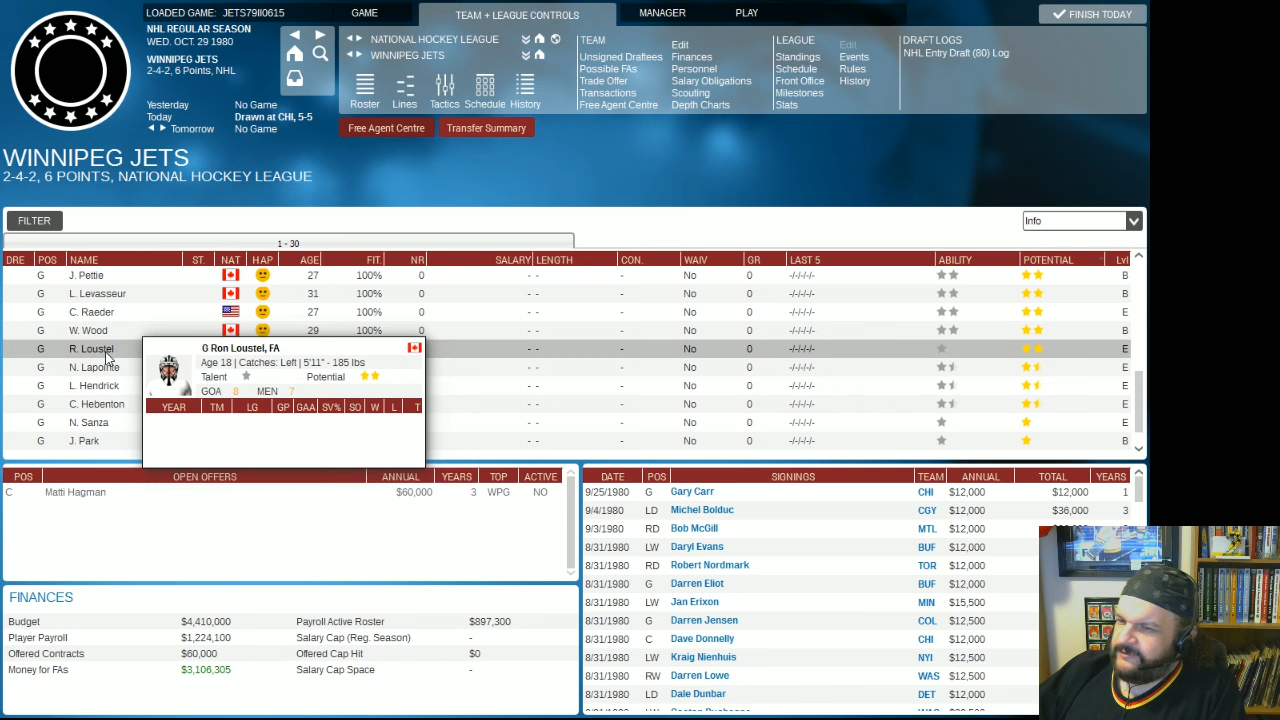 LOADED GAME: JETS79II0615 GAME TEAM + LEAGUE CONTROLS MANAGER PLAY FINISH TODAY
NHL REGULAR SEASON
WED. OCT. 29 1980
WINNIPEG JETS
2-4-2, 6 Points, NHL
Yesterday No Game
Today Drawn at CHI, 5-5
Tomorrow No Game
NATIONAL HOCKEY LEAGUE
WINNIPEG JETS
Roster Lines Tactics Schedule History
TEAM
Unsigned Draftees
Possible FAs
Trade Offer
Transactions
Free Agent Centre
Edit
Finances
Personnel
Salary Obligations
Scouting
Depth Charts
LEAGUE
Standings
Schedule
Front Office
Milestones
Stats
Edit
Events
Rules
History
DRAFT LOGS
NHL Entry Draft (80) Log
Free Agent Centre Transfer Summary
WINNIPEG JETS
2-4-2, 6 POINTS, NATIONAL HOCKEY LEAGUE
FILTER Info
1 - 30
DRE POS NAME ST. NAT HAP AGE FIT. NR SALARY LENGTH CON. WAIV GR LAST 5 ABILITY POTENTIAL Lvl
G J. Pettie 27 100% 0 - - - No 0 -/-/-/-/- B
G L. Levasseur 31 100% 0 - - - No 0 -/-/-/-/- B
G C. Raeder 27 100% 0 - - - No 0 -/-/-/-/- B
G W. Wood 29 100% 0 - - - No 0 -/-/-/-/- B
G R. Loustel - - - No 0 -/-/-/-/- E
G N. Lapointe - - - No 0 -/-/-/-/- E
G L. Hendrick - - - No 0 -/-/-/-/- E
G C. Hebenton - - - No 0 -/-/-/-/- E
G N. Sanza - - - No 0 -/-/-/-/- E
G J. Park - - - No 0 -/-/-/-/- B
G Ron Loustel, FA
Age 18 | Catches: Left | 5'11" - 185 lbs
Talent Potential
GOA 8 MEN 7
YEAR TM LG GP GAA SV% SO W L T
POS OPEN OFFERS ANNUAL YEARS TOP ACTIVE
C Matti Hagman $60,000 3 WPG NO
FINANCES
Budget $4,410,000 Payroll Active Roster $897,300
Player Payroll $1,224,100 Salary Cap (Reg. Season) -
Offered Contracts $60,000 Offered Cap Hit $0
Money for FAs $3,106,305 Salary Cap Space -
DATE POS SIGNINGS TEAM ANNUAL TOTAL YEARS
9/25/1980 G Gary Carr CHI $12,000 $12,000 1
9/4/1980 LD Michel Bolduc CGY $12,000 $36,000 3
9/3/1980 RD Bob McGill MTL $12,000
8/31/1980 LW Daryl Evans BUF $12,000
8/31/1980 RD Robert Nordmark TOR $12,000
8/31/1980 G Darren Eliot BUF $12,000
8/31/1980 LW Jan Erixon MIN $15,500
8/31/1980 G Darren Jensen COL $12,500
8/31/1980 C Dave Donnelly CHI $12,000
8/31/1980 LW Kraig Nienhuis NYI $12,500
8/31/1980 RW Darren Lowe WAS $12,500
8/31/1980 LD Dale Dunbar DET $12,000